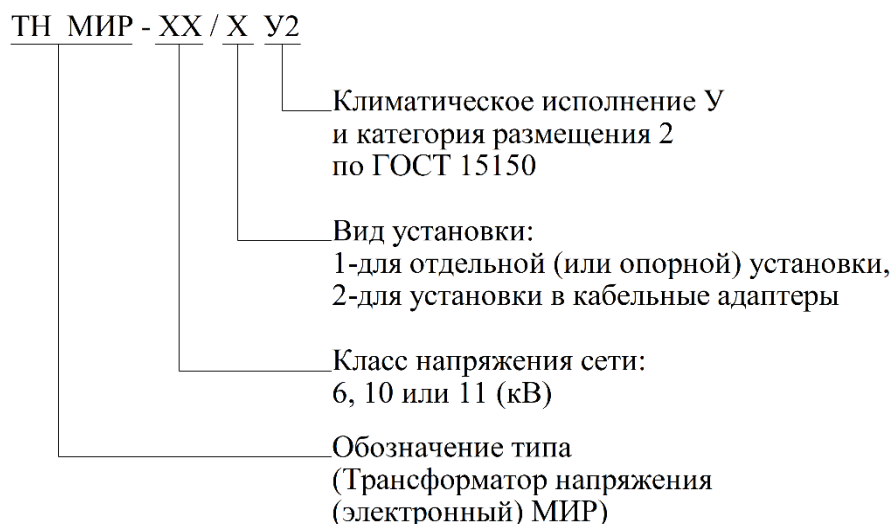 ТН МИР - ХХ / Х У2
Климатическое исполнение У
и категория размещения 2
по ГОСТ 15150
Вид установки:
1-для отдельной (или опорной) установки,
2-для установки в кабельные адаптеры
Класс напряжения сети:
6, 10 или 11 (кВ)
Обозначение типа
(Трансформатор напряжения
(электронный) МИР)